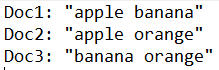 Doc1: "apple banana"
Doc2: "apple orange"
Doc3: "banana orange"